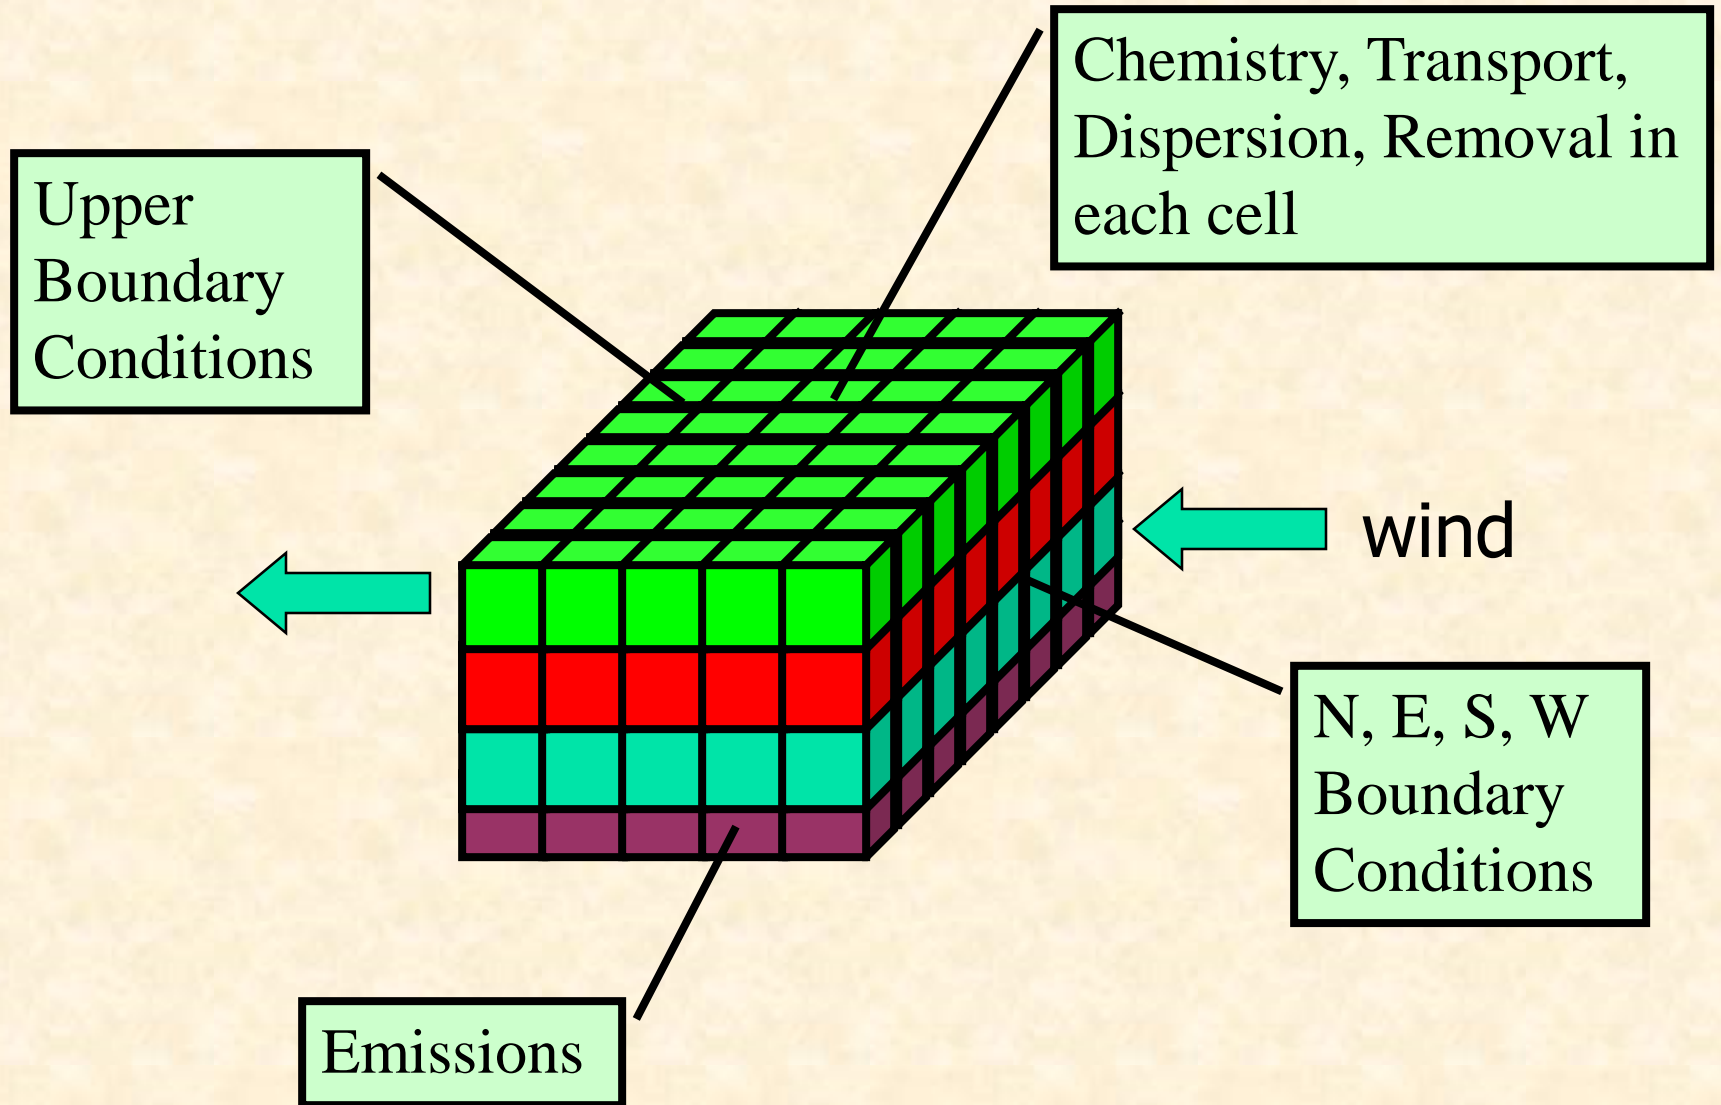 Chemistry, Transport,
Dispersion, Removal in
each cell
Upper
Boundary
Conditions
wind
N, E, S, W
Boundary
Conditions
Emissions